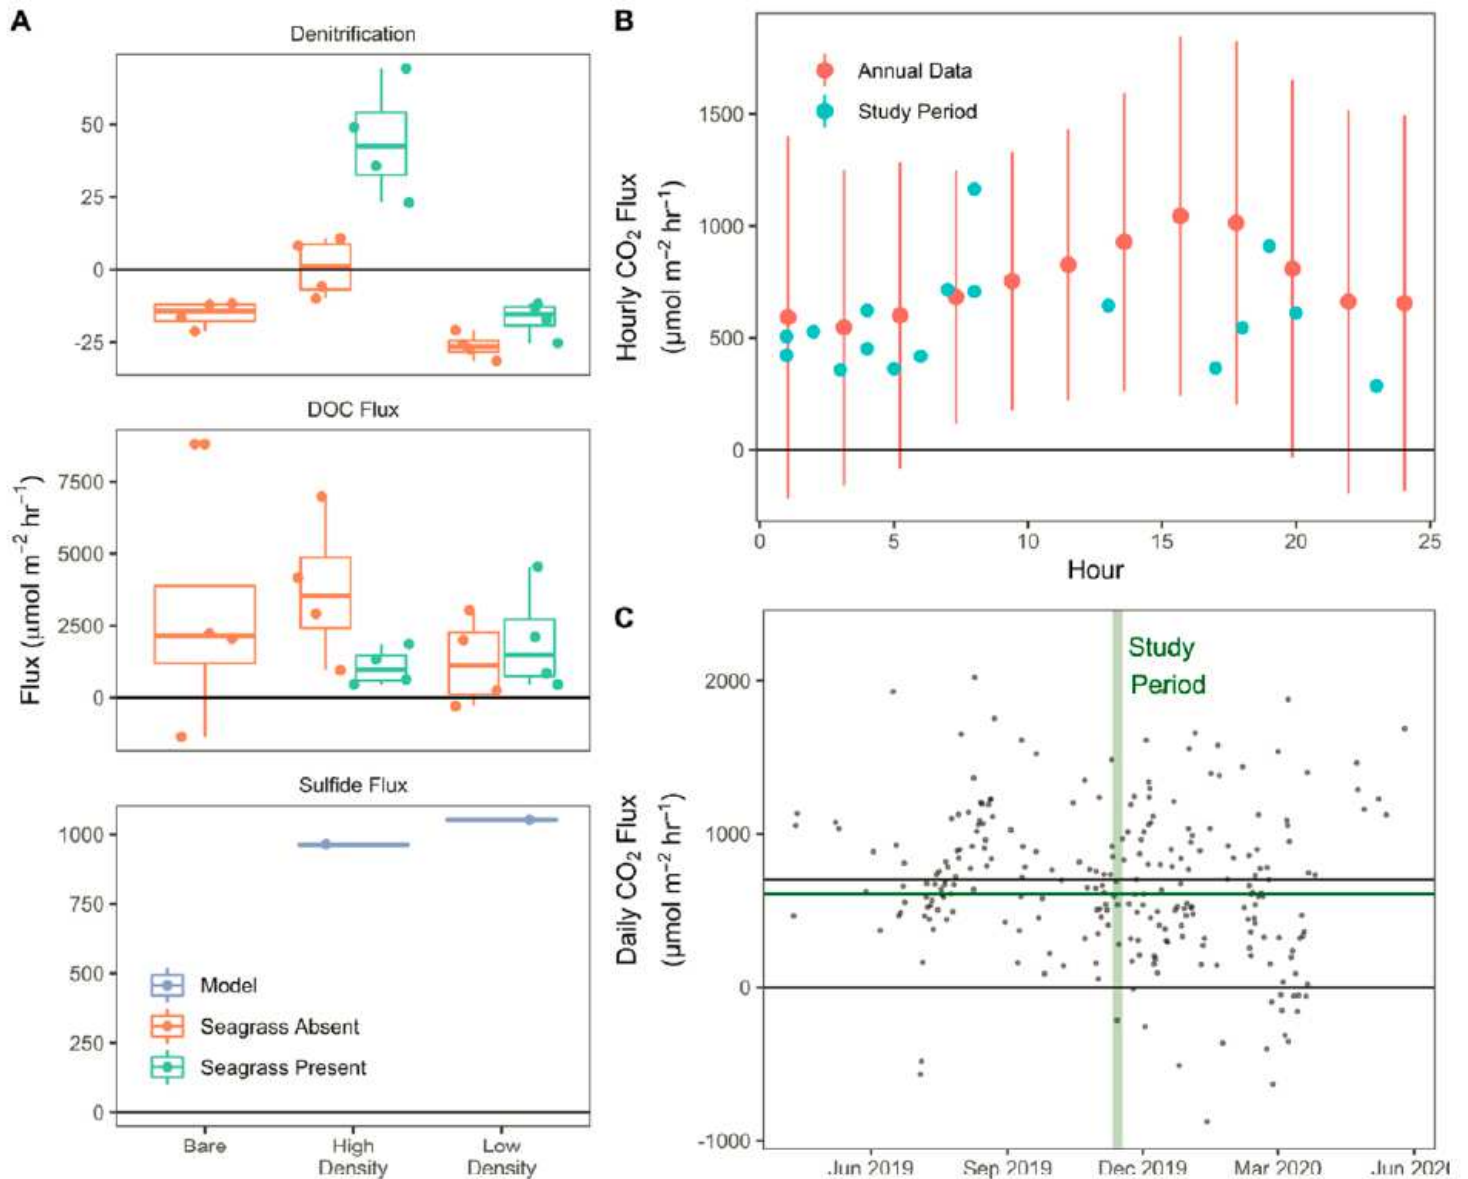 A
Denitrification
50
25
0
-25
DOC Flux
7500
5000
2500
0
Flux (μmol m⁻² hr⁻¹)
Sulfide Flux
1000
750
500
250
0
Model
Seagrass Absent
Seagrass Present
Bare
High
Density
Low
Density
B
Annual Data
Study Period
Hourly CO₂ Flux
(μmol m⁻² hr⁻¹)
1500
1000
500
0
0
5
10
15
20
25
Hour
C
Study
Period
Daily CO₂ Flux
(μmol m⁻² hr⁻¹)
2000
1000
0
-1000
Jun 2019
Sep 2019
Dec 2019
Mar 2020
Jun 202